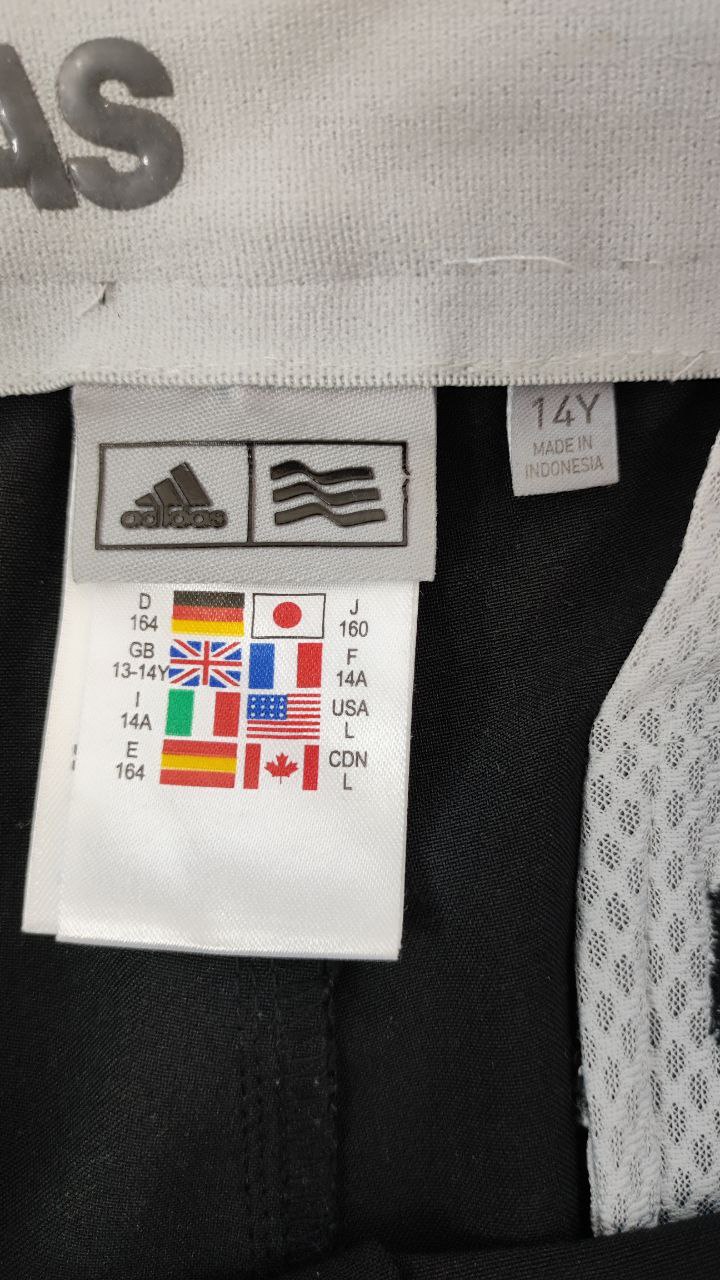 as
adidas
14Y
MADE IN
INDONESIA
D
164
J
160
GB
13-14Y
F
14A
I
14A
USA
L
E
164
CDN
L